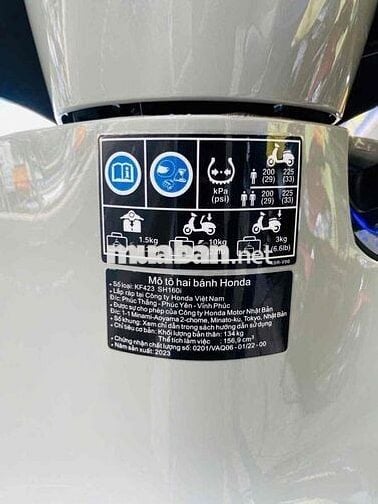 kPa
(psi)
200
(29)
225
(33)
200
(29)
225
(33)
1.5kg
10kg
3kg
(6.6lb)
muaban.net
Mô tô hai bánh Honda
• Số loại: KF423 SH160i
• Lắp ráp tại Công ty Honda Việt Nam
Đ/c: Phúc Thắng - Phúc Yên - Vĩnh Phúc
• Được sự cho phép của Công ty Honda Motor Nhật Bản
Đ/c: 1-1 Minami-Aoyama 2-chome, Minato-ku, Tokyo, Nhật Bản
• Số khung: Xem chỉ dẫn trong sách hướng dẫn sử dụng
• Chỉ tiêu cơ bản: Khối lượng bản thân: 134 kg
Thể tích làm việc : 156,9 cm³
• Chứng nhận chất lượng số: 0201/VAQ06 - 01/22 - 00
• Năm sản xuất: 2023